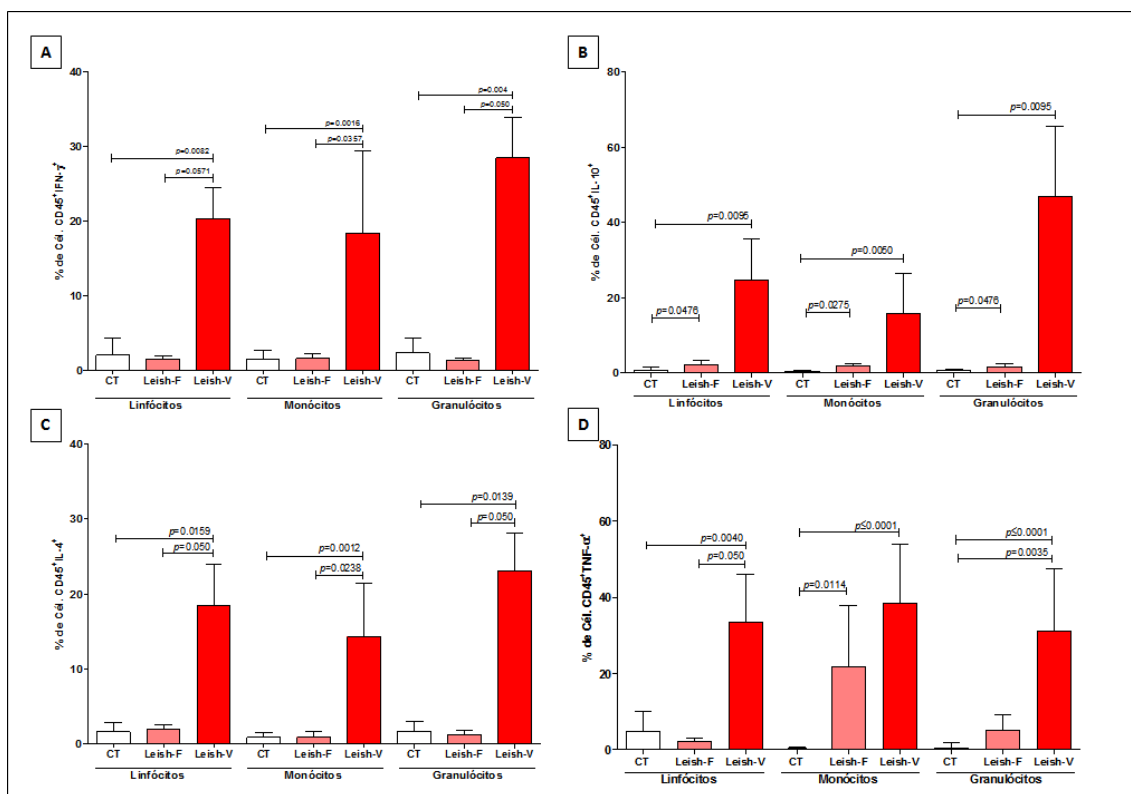 A
40
30
20
10
0
% de Cél. CD45+IFN-γ+
p=0.0082
p=0.0571
p=0.0016
p=0.0357
p=0.004
p=0.050
CT Leish-F Leish-V CT Leish-F Leish-V CT Leish-F Leish-V
Linfócitos Monócitos Granulócitos
B
80
60
40
20
0
% de Cél. CD45+IL-10+
p=0.0095
p=0.0476
p=0.0050
p=0.0275
p=0.0095
p=0.0476
CT Leish-F Leish-V CT Leish-F Leish-V CT Leish-F Leish-V
Linfócitos Monócitos Granulócitos
C
40
30
20
10
0
% de Cél. CD45+IL-4+
p=0.0159
p=0.050
p=0.0012
p=0.0238
p=0.0139
p=0.050
CT Leish-F Leish-V CT Leish-F Leish-V CT Leish-F Leish-V
Linfócitos Monócitos Granulócitos
D
80
60
40
20
0
% de Cél. CD45+TNF-α+
p=0.0040
p=0.050
p≤0.0001
p=0.0114
p≤0.0001
p=0.0035
CT Leish-F Leish-V CT Leish-F Leish-V CT Leish-F Leish-V
Linfócitos Monócitos Granulócitos